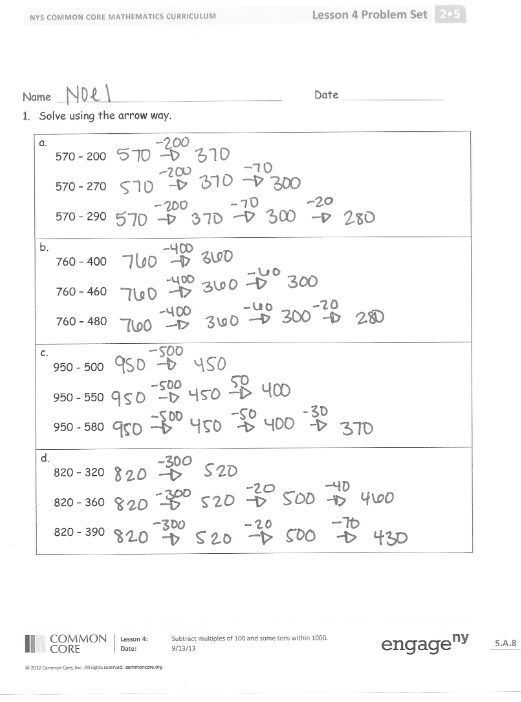 NYS COMMON CORE MATHEMATICS CURRICULUM Lesson 4 Problem Set 2•5
Name Noel Date
1. Solve using the arrow way.
a.
570 - 200 570 -200→ 370
570 - 270 570 -200→ 370 -70→ 300
570 - 290 570 -200→ 370 -70→ 300 -20→ 280
b.
760 - 400 760 -400→ 360
760 - 460 760 -400→ 360 -60→ 300
760 - 480 760 -400→ 360 -60→ 300 -20→ 280
c.
950 - 500 950 -500→ 450
950 - 550 950 -500→ 450 50→ 400
950 - 580 950 -500→ 450 -50→ 400 -30→ 370
d.
820 - 320 820 -300→ 520
820 - 360 820 -300→ 520 -20→ 500 -40→ 460
820 - 390 820 -300→ 520 -20→ 500 -70→ 430
COMMON CORE
Lesson 4: Subtract multiples of 100 and some tens within 1000.
Date: 9/13/13
engage ny
5.A.8
© 2012 Common Core, Inc. All rights reserved. commoncore.org